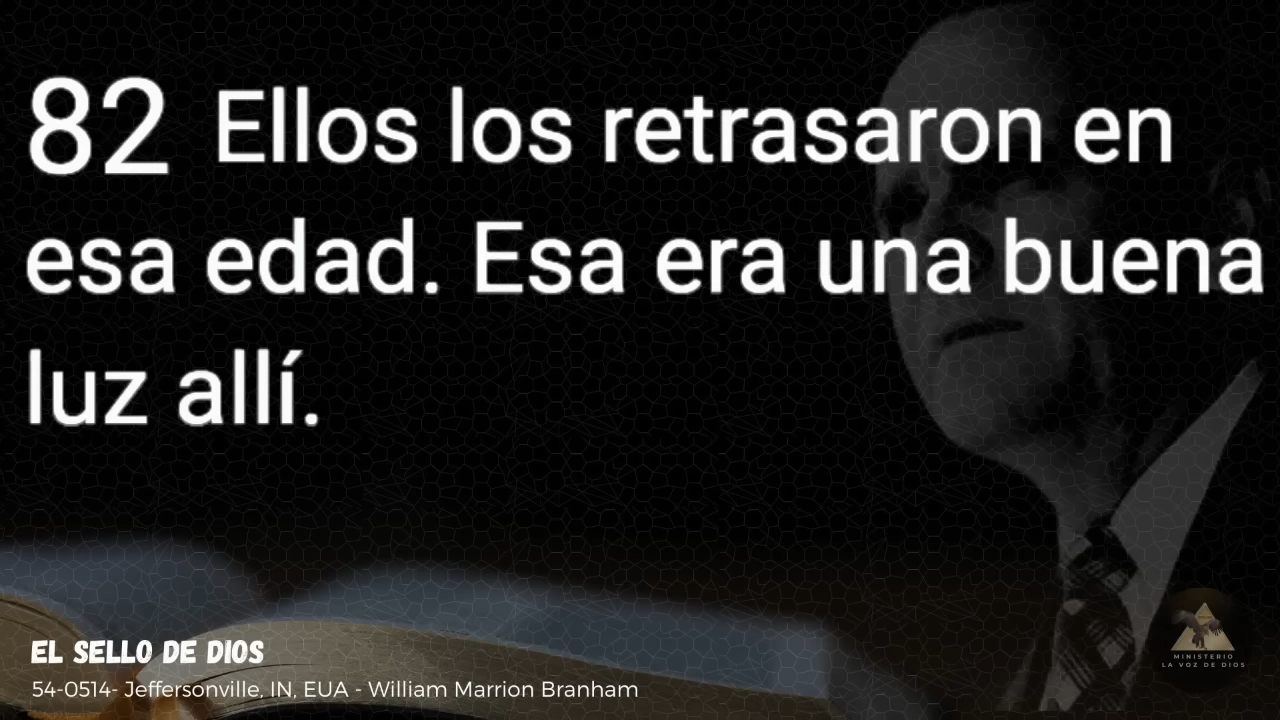 82 Ellos los retrasaron en
esa edad. Esa era una buena
luz allí.
EL SELLO DE DIOS
54-0514- Jeffersonville, IN, EUA - William Marrion Branham
MINISTERIO
LA VOZ DE DIOS